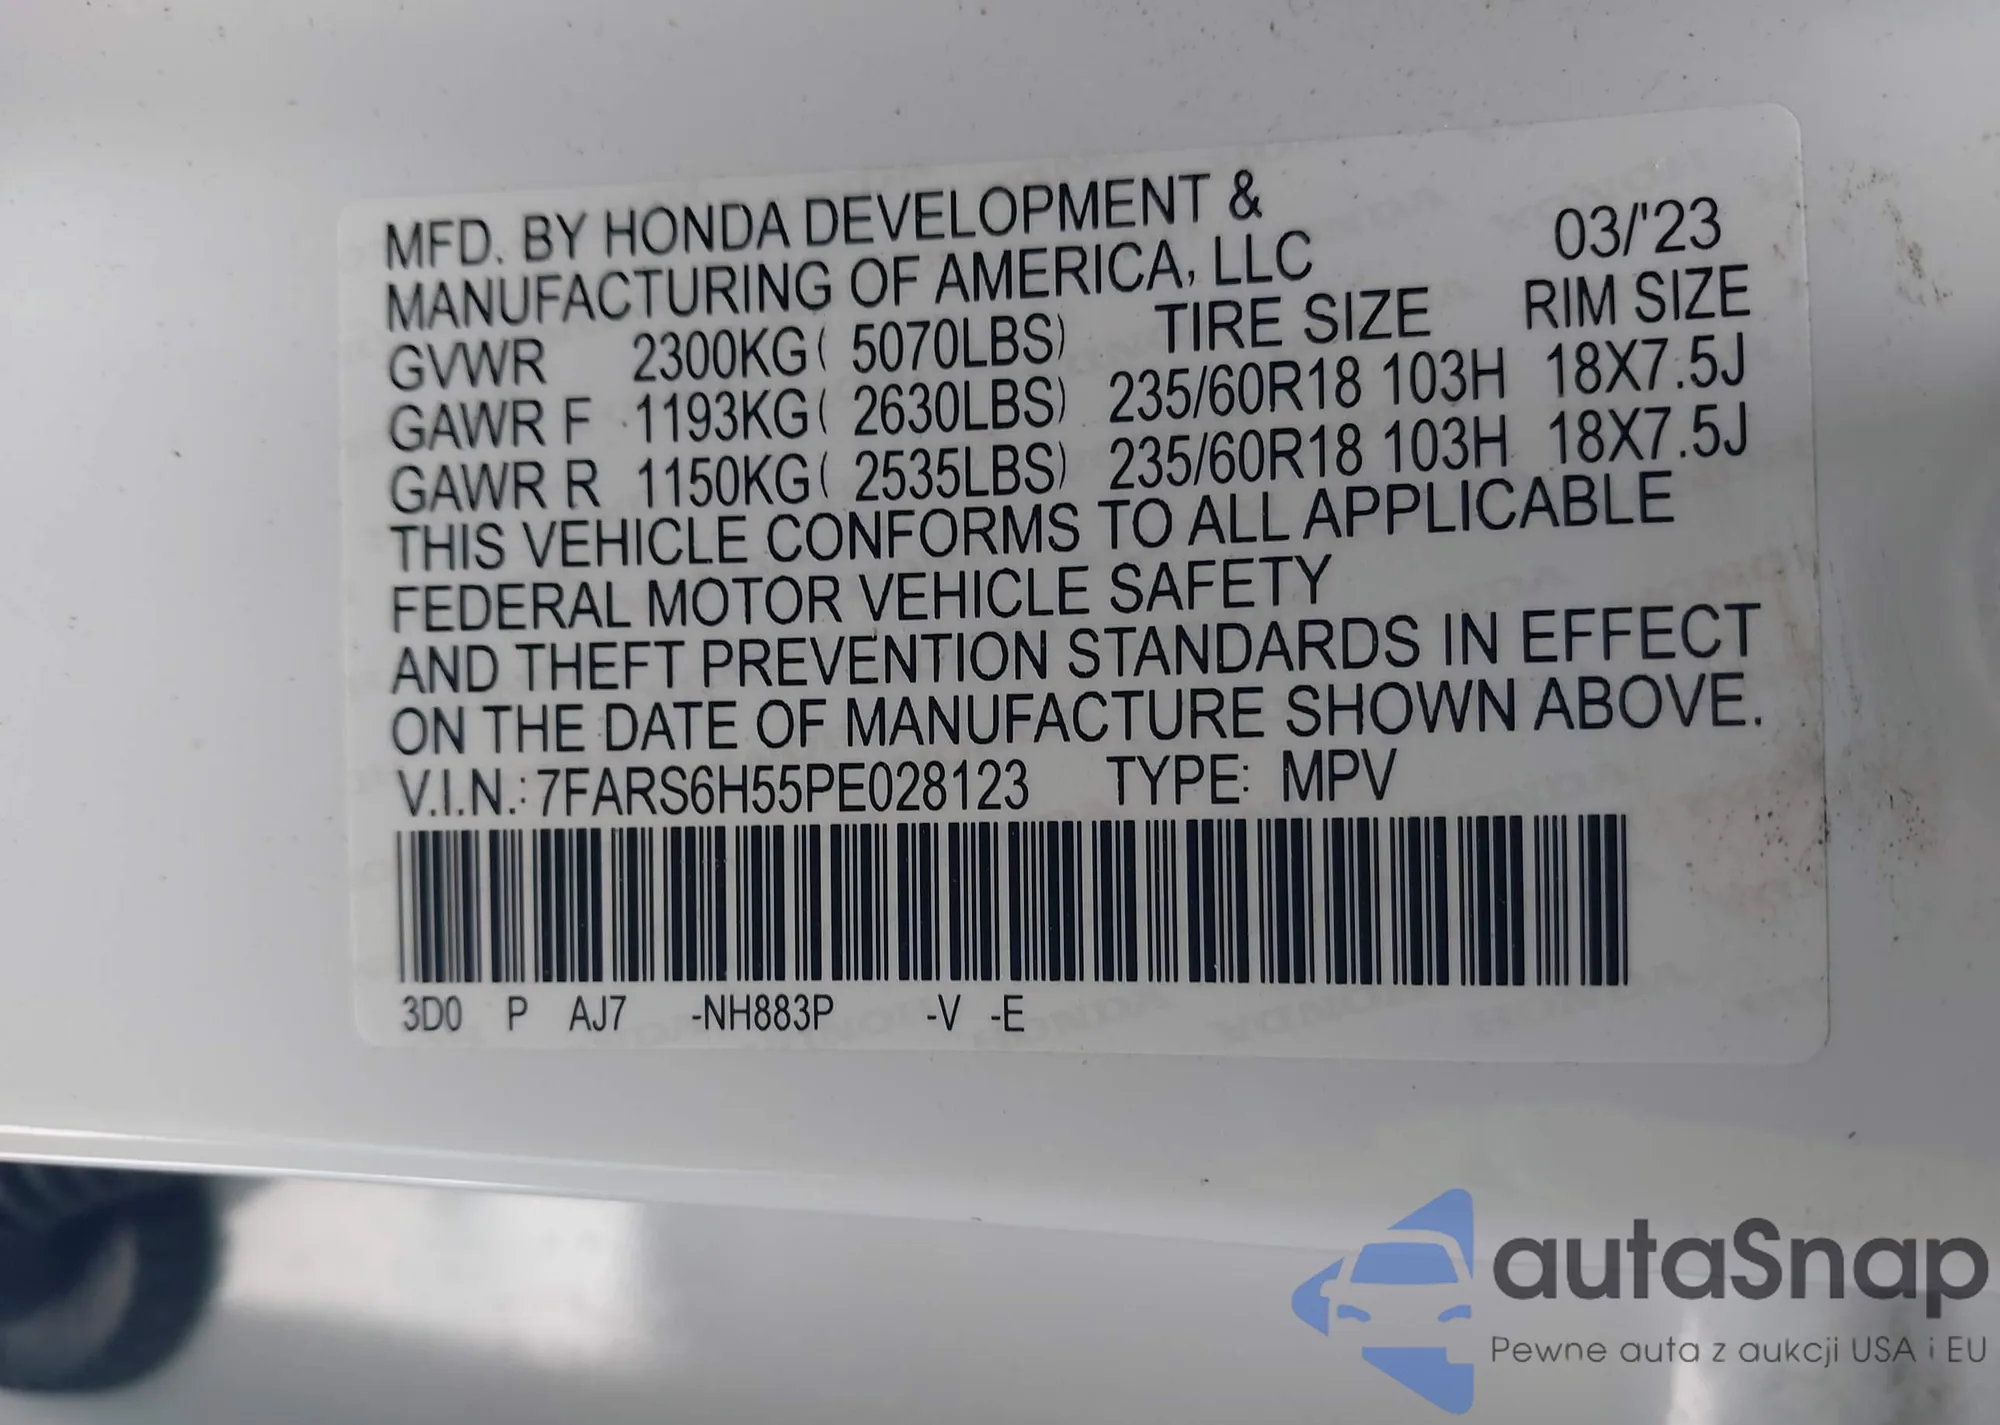 MFD. BY HONDA DEVELOPMENT &
MANUFACTURING OF AMERICA, LLC 03/'23
GVWR 2300KG( 5070LBS) TIRE SIZE RIM SIZE
GAWR F 1193KG( 2630LBS) 235/60R18 103H 18X7.5J
GAWR R 1150KG( 2535LBS) 235/60R18 103H 18X7.5J
THIS VEHICLE CONFORMS TO ALL APPLICABLE
FEDERAL MOTOR VEHICLE SAFETY
AND THEFT PREVENTION STANDARDS IN EFFECT
ON THE DATE OF MANUFACTURE SHOWN ABOVE.
V.I.N.: 7FARS6H55PE028123 TYPE: MPV
3D0 P AJ7 -NH883P -V -E
autaSnap
Pewne auta z aukcji USA i EU